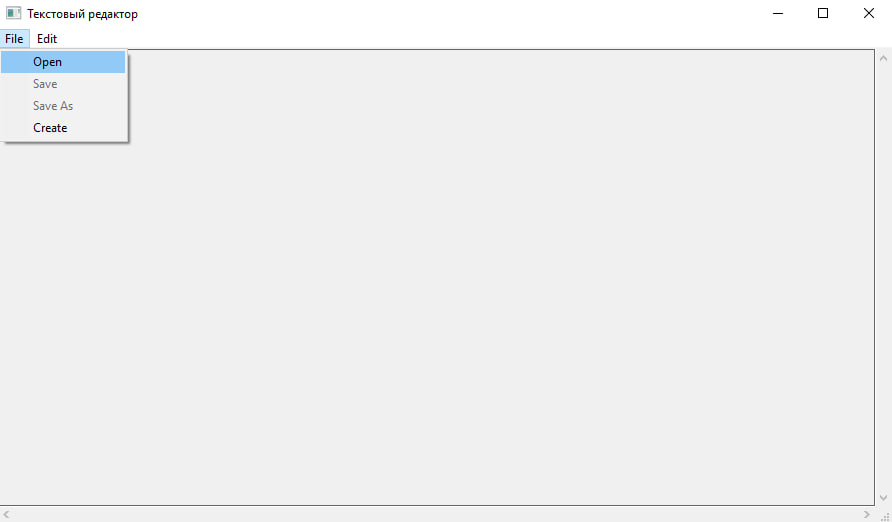 Текстовый редактор
File Edit
Open
Save
Save As
Create